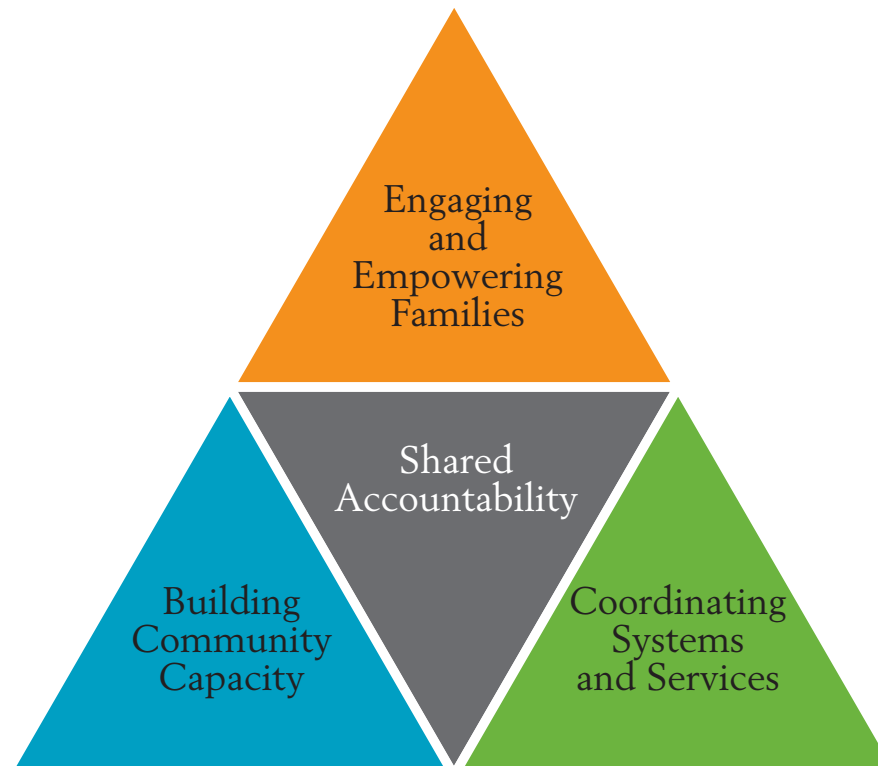 Engaging
and
Empowering
Families
Shared
Accountability
Building
Community
Capacity
Coordinating
Systems
and Services